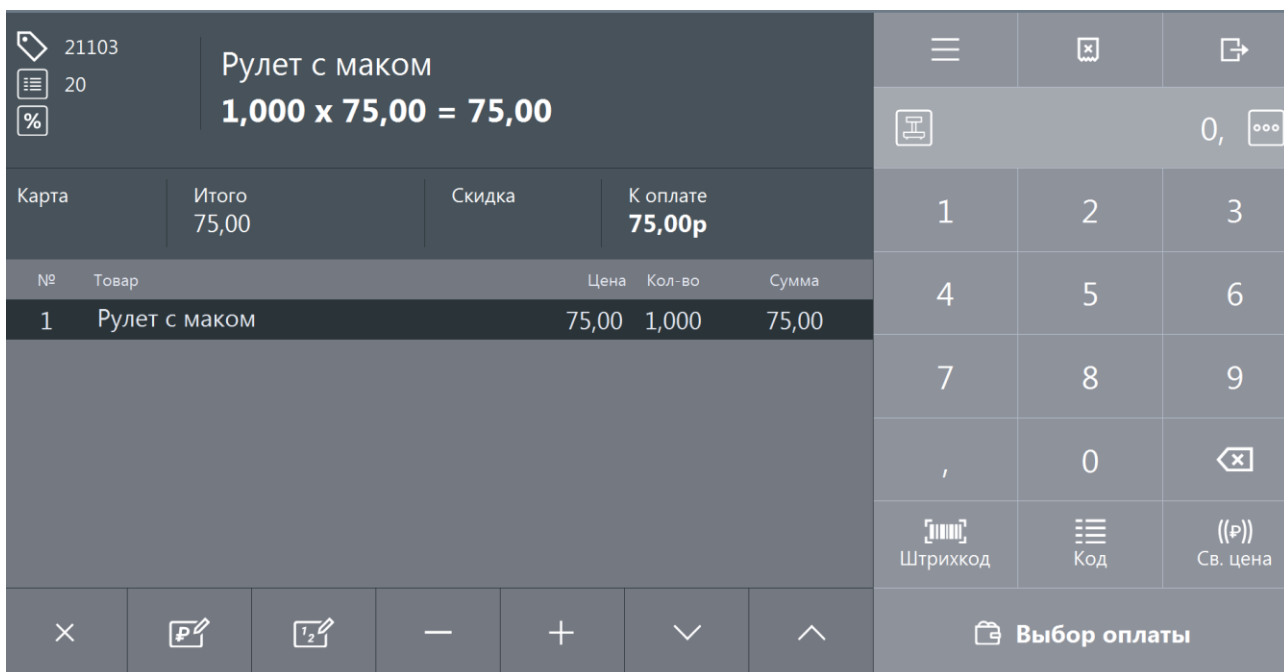 21103
20
%
Рулет с маком
1,000 x 75,00 = 75,00
Карта Итого Скидка К оплате
75,00 75,00р
№ Товар Цена Кол-во Сумма
1 Рулет с маком 75,00 1,000 75,00
0,
1 2 3
4 5 6
7 8 9
, 0
Штрихкод Код ((₽)) Св. цена
₽ 1 2 Выбор оплаты